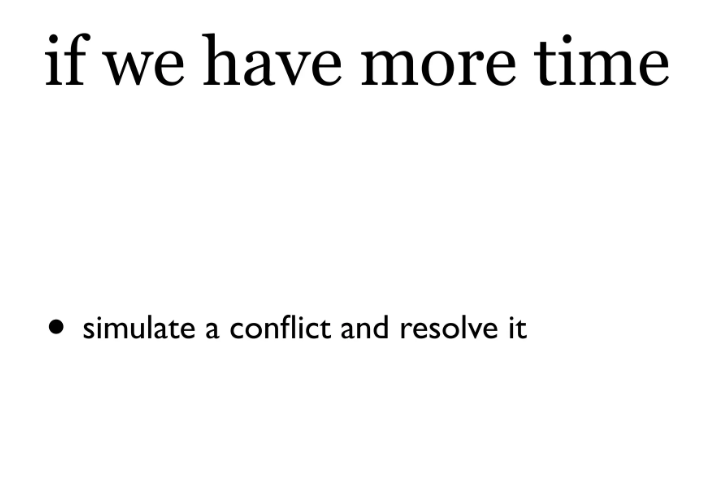 if we have more time
• simulate a conflict and resolve it